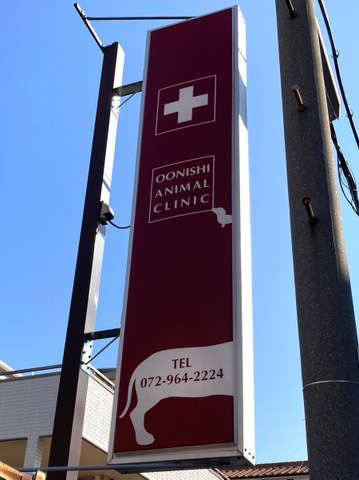 OONISHI
ANIMAL
CLINIC
TEL
072-964-2224